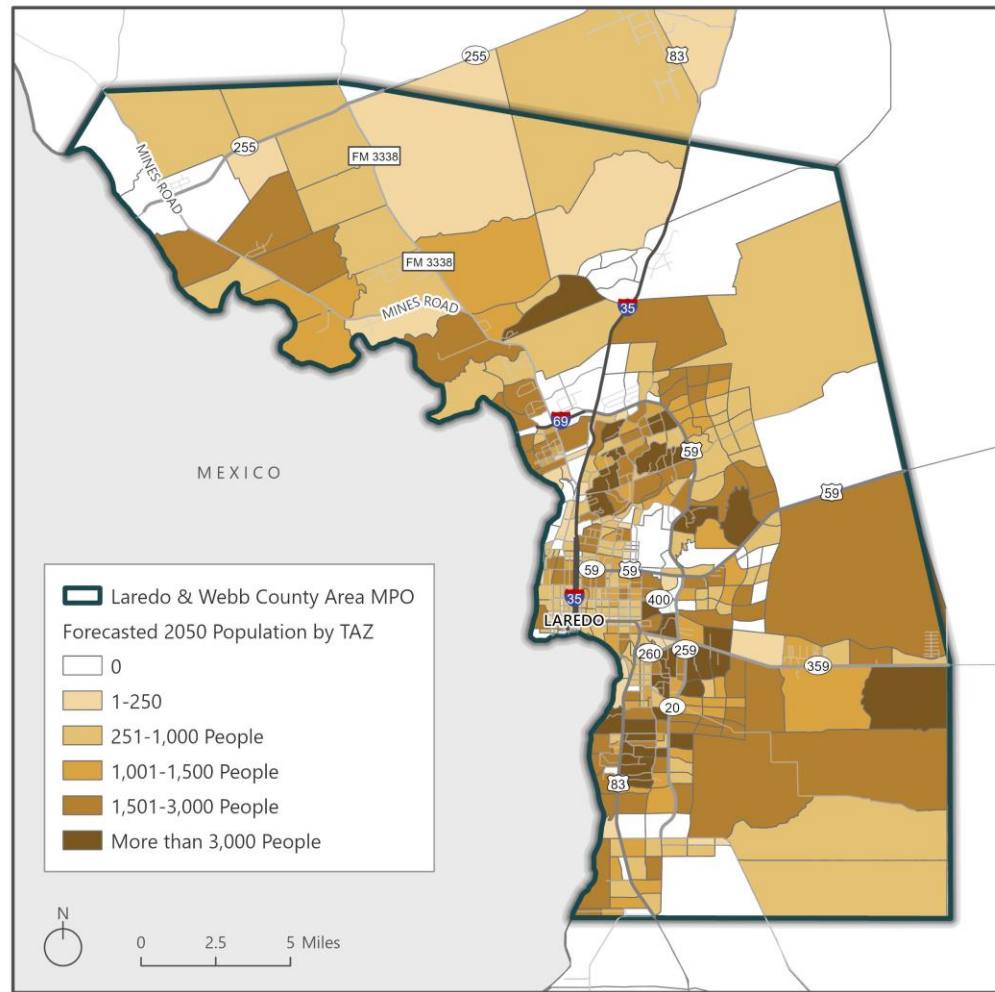 255
83
255
FM 3338
MINES ROAD
FM 3338
MINES ROAD
35
69
59
MEXICO
59
59
59
35
400
LAREDO
260
259
359
20
83
Laredo & Webb County Area MPO
Forecasted 2050 Population by TAZ
0
1-250
251-1,000 People
1,001-1,500 People
1,501-3,000 People
More than 3,000 People
N
0 2.5 5 Miles